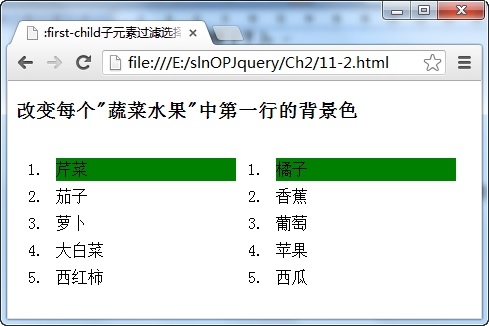 :first-child子元素过滤选择
file:///E:/slnOPJquery/Ch2/11-2.html
改变每个"蔬菜水果"中第一行的背景色
1. 芹菜
2. 茄子
3. 萝卜
4. 大白菜
5. 西红柿
1. 橘子
2. 香蕉
3. 葡萄
4. 苹果
5. 西瓜